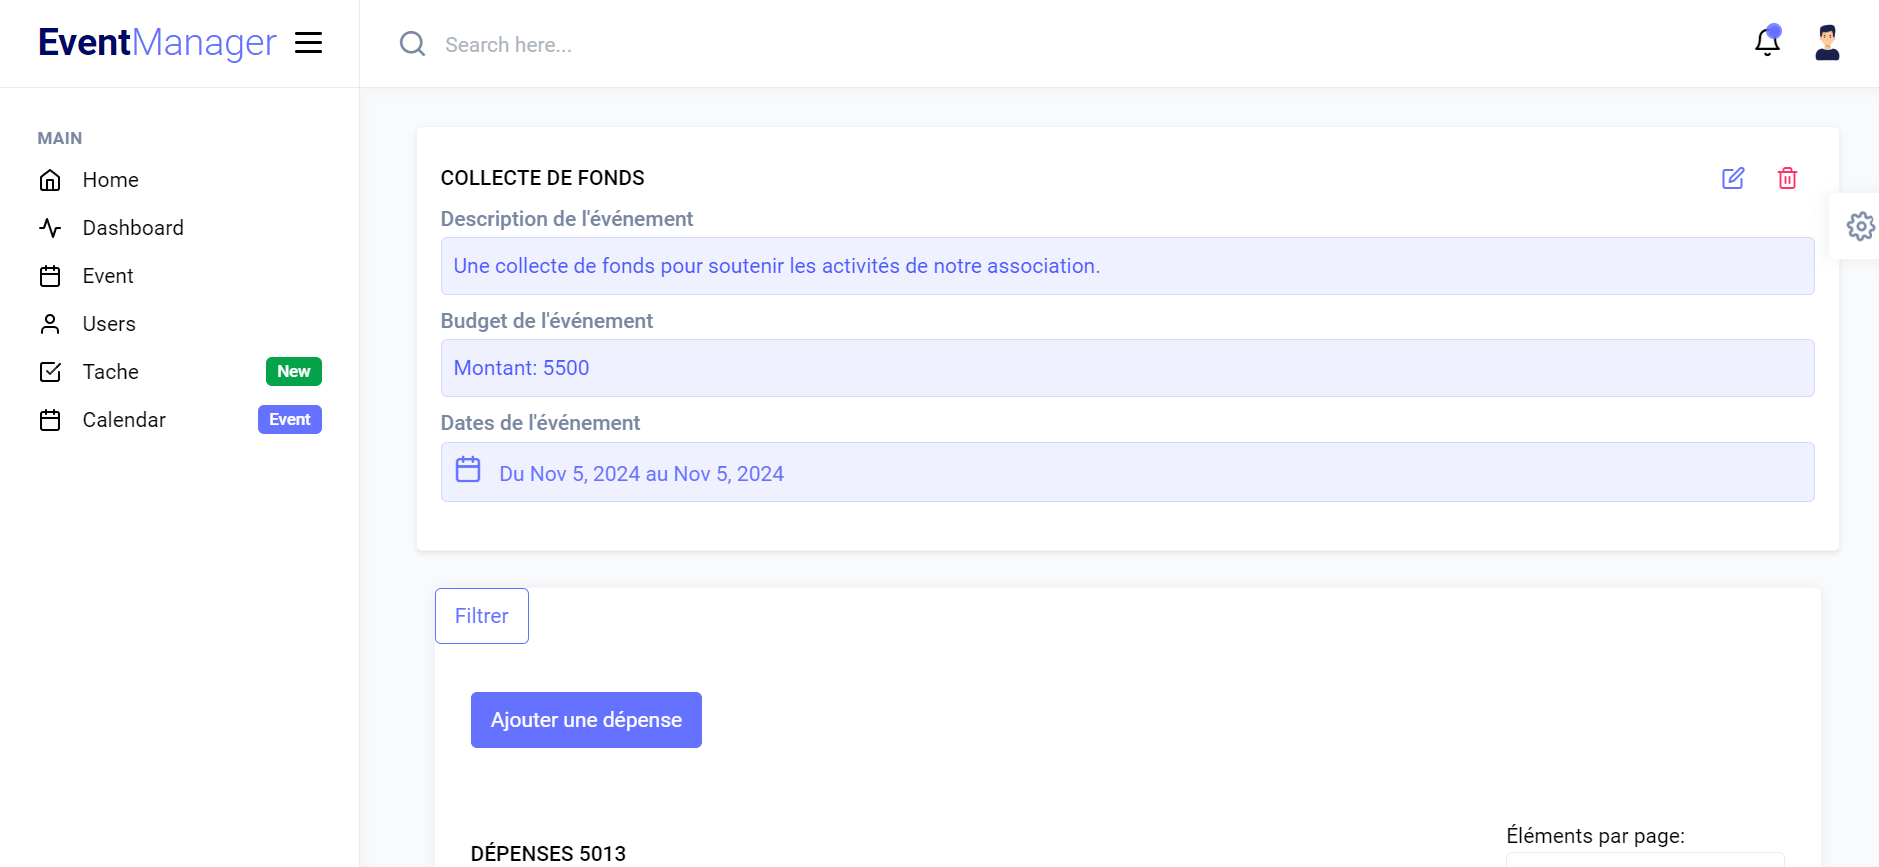 EventManager
Search here...
MAIN
Home
Dashboard
Event
Users
Tache New
Calendar Event
COLLECTE DE FONDS
Description de l'événement
Une collecte de fonds pour soutenir les activités de notre association.
Budget de l'événement
Montant: 5500
Dates de l'événement
Du Nov 5, 2024 au Nov 5, 2024
Filtrer
Ajouter une dépense
Éléments par page:
DÉPENSES 5013